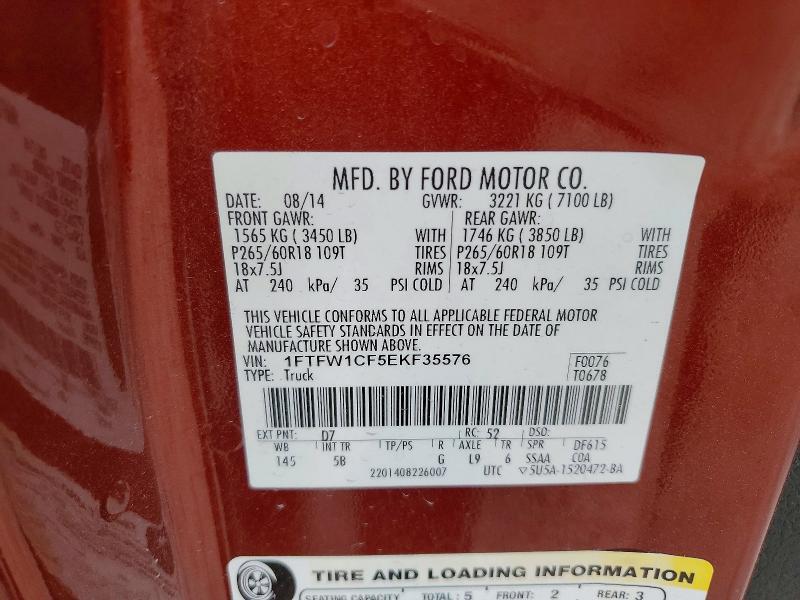 MFD. BY FORD MOTOR CO.
DATE: 08/14 GVWR: 3221 KG ( 7100 LB)
FRONT GAWR: REAR GAWR:
1565 KG ( 3450 LB) WITH 1746 KG ( 3850 LB) WITH
P265/60R18 109T TIRES P265/60R18 109T TIRES
18x7.5J RIMS 18x7.5J RIMS
AT 240 kPa/ 35 PSI COLD AT 240 kPa/ 35 PSI COLD
THIS VEHICLE CONFORMS TO ALL APPLICABLE FEDERAL MOTOR
VEHICLE SAFETY STANDARDS IN EFFECT ON THE DATE OF
MANUFACTURE SHOWN ABOVE.
VIN: 1FTFW1CF5EKF35576 F0076
TYPE: Truck T0678
EXT PNT: D7 RC: 52 DSO:
WB INT TR TP/PS R AXLE TR SPR DF615
145 5B G L9 6 SSAA C0A
2201408226007 UTC ▽5U5A-1520472-BA
TIRE AND LOADING INFORMATION
SEATING CAPACITY TOTAL: 5 FRONT: 2 REAR: 3